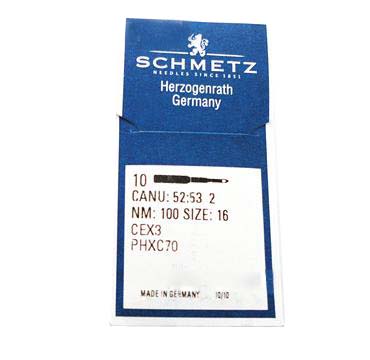 SCHMETZ
NEEDLES SINCE 1851
Herzogenrath
Germany
10
CANU: 52:53 2
NM: 100 SIZE: 16
CEX3
PHXC70
MADE IN GERMANY 10/10